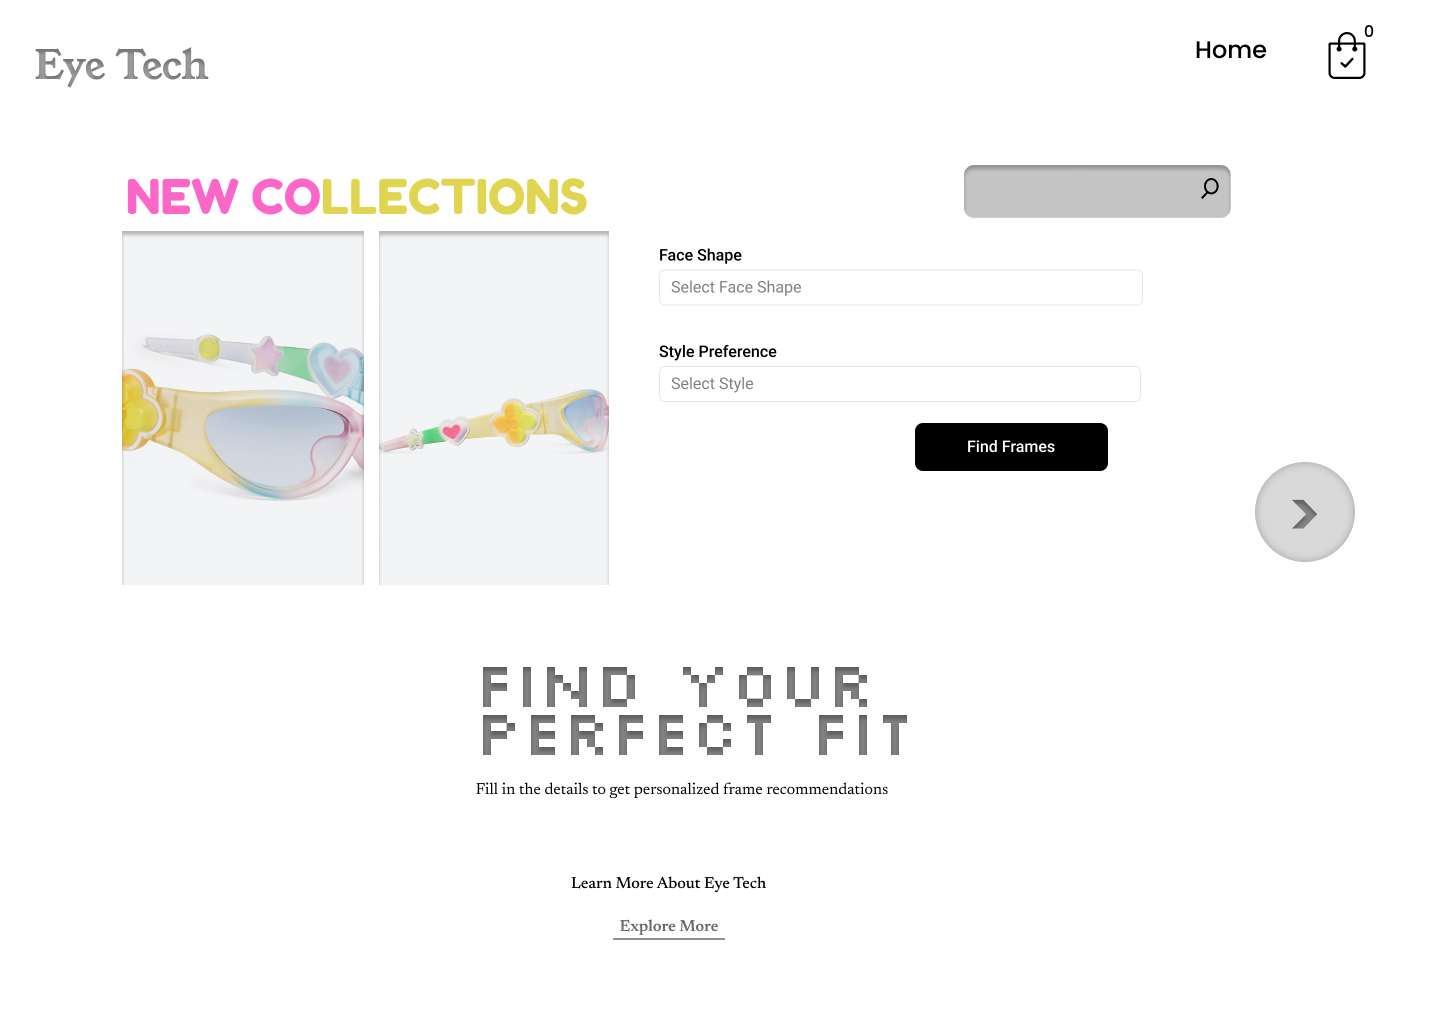 Eye Tech
Home
0
NEW COLLECTIONS
Face Shape
Select Face Shape
Style Preference
Select Style
Find Frames
FIND YOUR
PERFECT FIT
Fill in the details to get personalized frame recommendations
Learn More About Eye Tech
Explore More